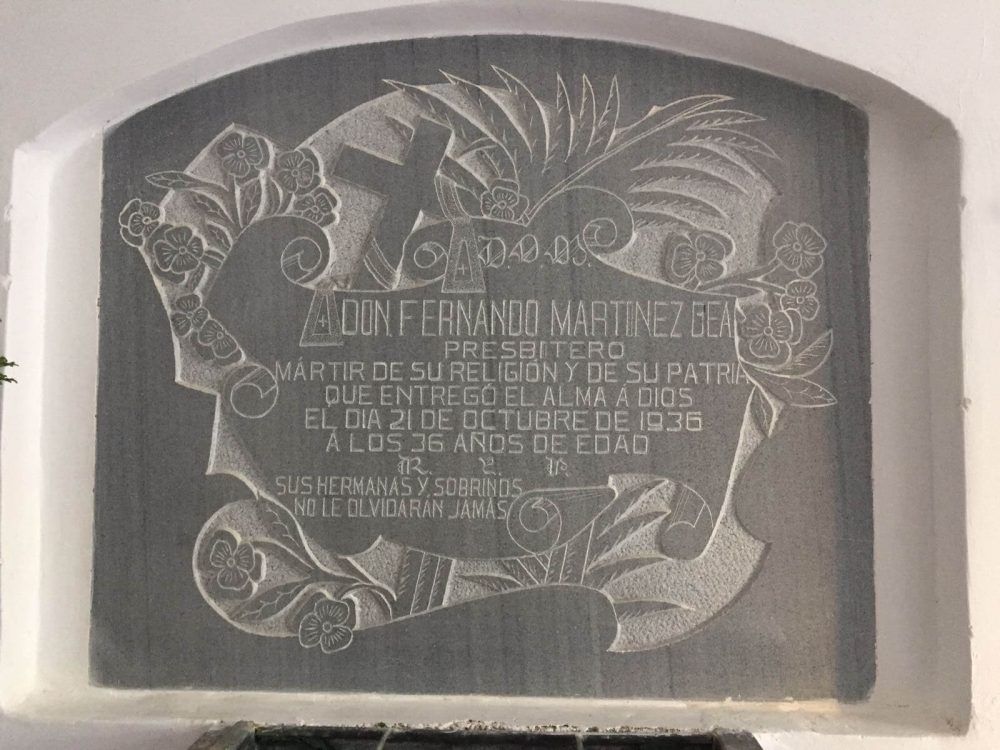 A D.O.M.
A DON FERNANDO MARTINEZ GEA
PRESBITERO
MÁRTIR DE SU RELIGIÓN Y DE SU PATRIA
QUE ENTREGÓ EL ALMA Á DIOS
EL DIA 21 DE OCTUBRE DE 1936
Á LOS 36 AÑOS DE EDAD
R. I. P.
SUS HERMANAS Y SOBRINOS
NO LE OLVIDARÁN JAMÁS